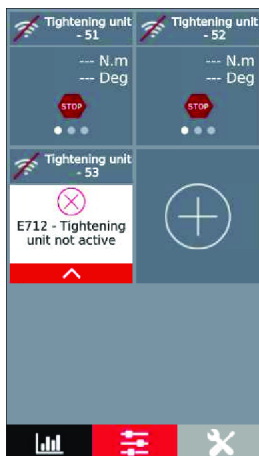 Tightening unit
- 51
--- N.m
--- Deg
STOP
Tightening unit
- 52
--- N.m
--- Deg
STOP
Tightening unit
- 53
E712 - Tightening
unit not active